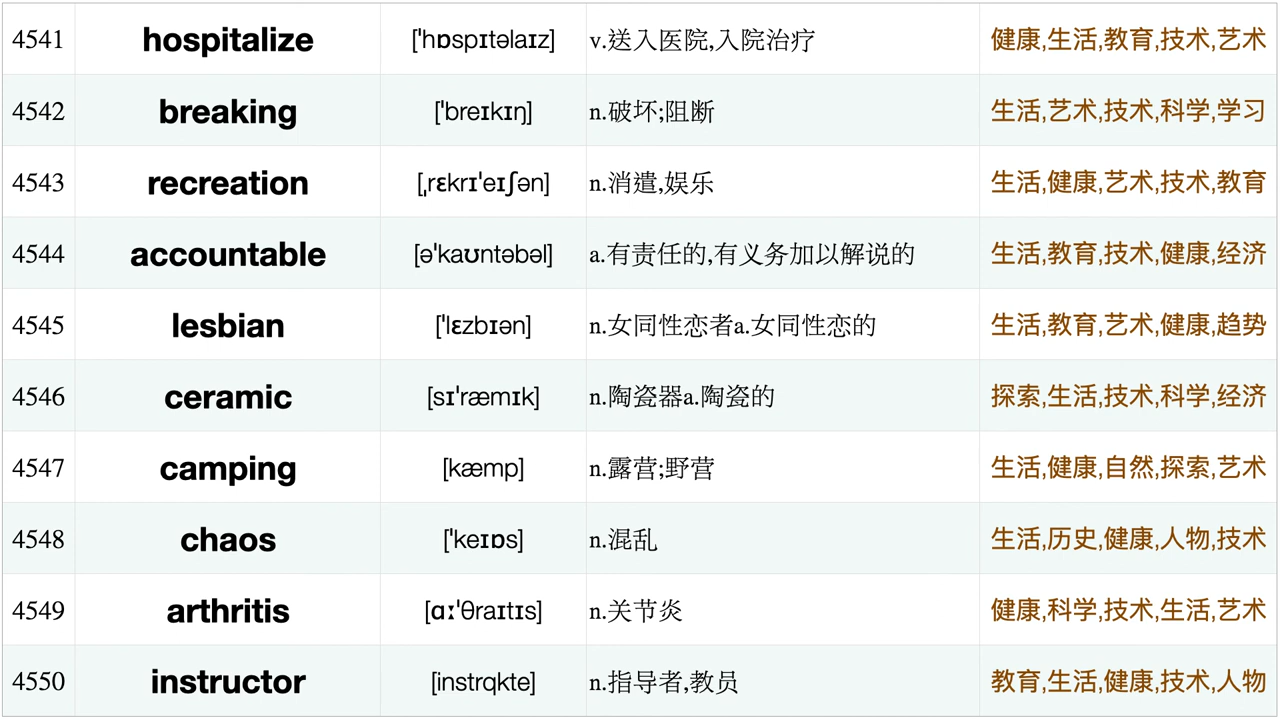 4541 hospitalize ['hɒspɪtəlaɪz] v.送入医院,入院治疗 健康,生活,教育,技术,艺术
4542 breaking ['breɪkɪŋ] n.破坏;阻断 生活,艺术,技术,科学,学习
4543 recreation [ˌrɛkrɪ'eɪʃən] n.消遣,娱乐 生活,健康,艺术,技术,教育
4544 accountable [ə'kaʊntəbəl] a.有责任的,有义务加以解说的 生活,教育,技术,健康,经济
4545 lesbian ['lɛzbɪən] n.女同性恋者a.女同性恋的 生活,教育,艺术,健康,趋势
4546 ceramic [sɪ'ræmɪk] n.陶瓷器a.陶瓷的 探索,生活,技术,科学,经济
4547 camping [kæmp] n.露营;野营 生活,健康,自然,探索,艺术
4548 chaos ['keɪɒs] n.混乱 生活,历史,健康,人物,技术
4549 arthritis [ɑɪ'θraɪtɪs] n.关节炎 健康,科学,技术,生活,艺术
4550 instructor [instrqkte] n.指导者,教员 教育,生活,健康,技术,人物